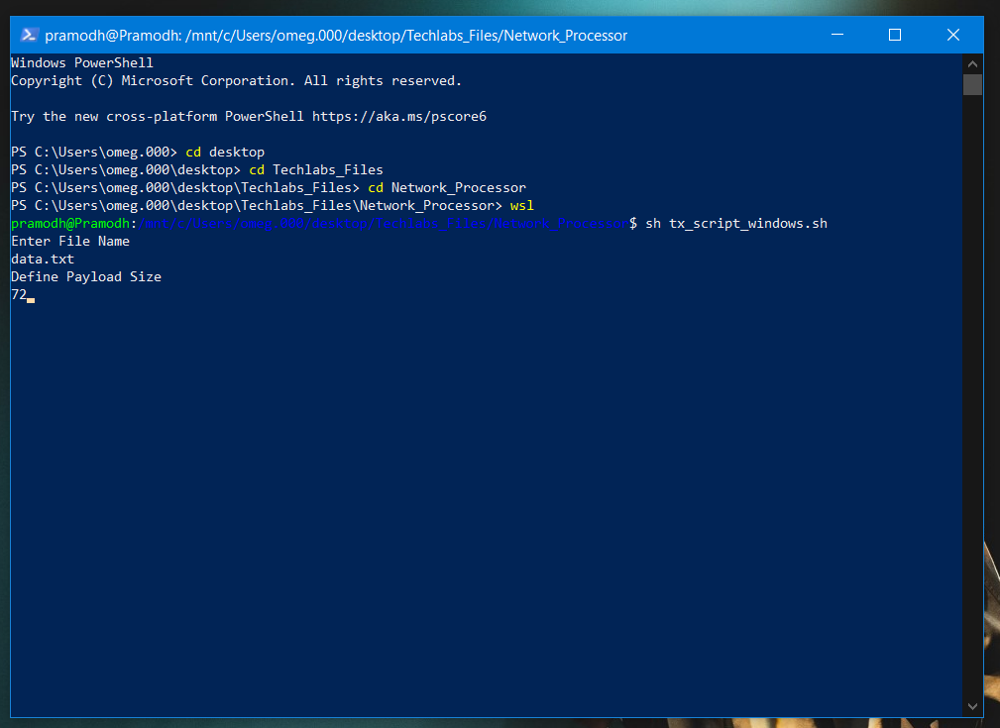 pramodh@Pramodh: /mnt/c/Users/omeg.000/desktop/Techlabs_Files/Network_Processor
Windows PowerShell
Copyright (C) Microsoft Corporation. All rights reserved.
Try the new cross-platform PowerShell https://aka.ms/pscore6
PS C:\Users\omeg.000> cd desktop
PS C:\Users\omeg.000\desktop> cd Techlabs_Files
PS C:\Users\omeg.000\desktop\Techlabs_Files> cd Network_Processor
PS C:\Users\omeg.000\desktop\Techlabs_Files\Network_Processor> wsl
pramodh@Pramodh:/mnt/c/Users/omeg.000/desktop/Techlabs_Files/Network_Processor$ sh tx_script_windows.sh
Enter File Name
data.txt
Define Payload Size
72